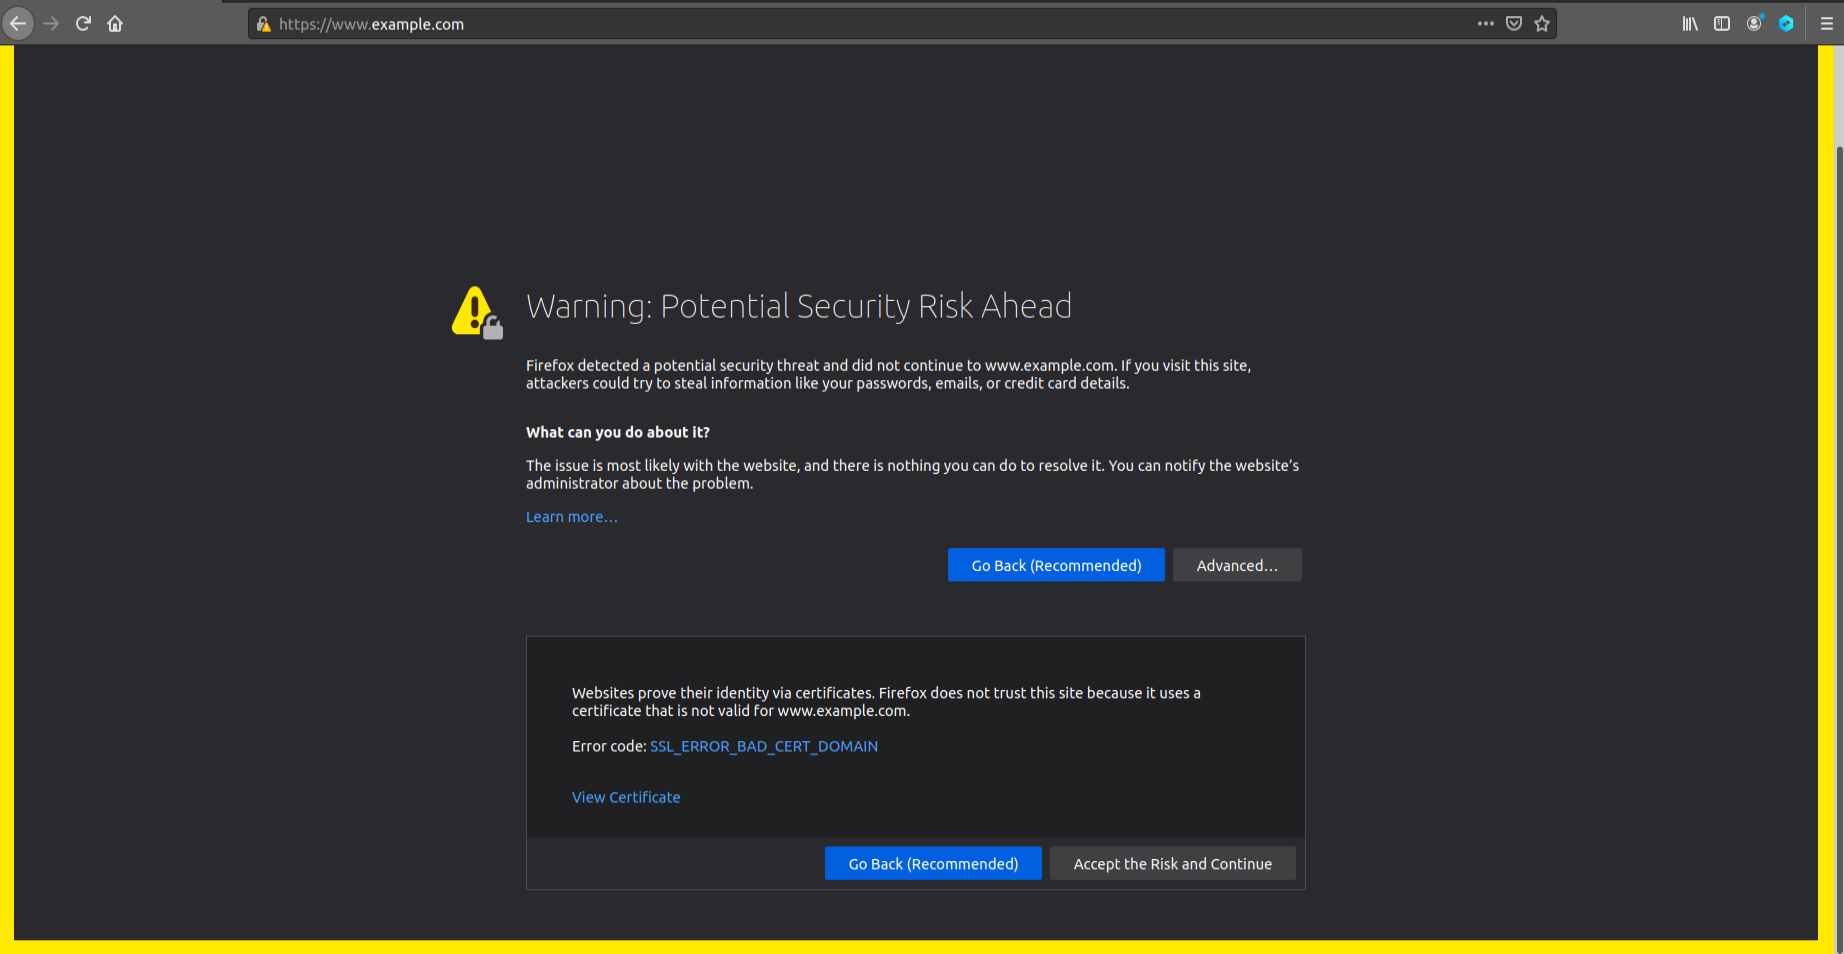 https://www.example.com
Warning: Potential Security Risk Ahead
Firefox detected a potential security threat and did not continue to www.example.com. If you visit this site,
attackers could try to steal information like your passwords, emails, or credit card details.
What can you do about it?
The issue is most likely with the website, and there is nothing you can do to resolve it. You can notify the website’s
administrator about the problem.
Learn more…
Go Back (Recommended) Advanced…
Websites prove their identity via certificates. Firefox does not trust this site because it uses a
certificate that is not valid for www.example.com.
Error code: SSL_ERROR_BAD_CERT_DOMAIN
View Certificate
Go Back (Recommended) Accept the Risk and Continue